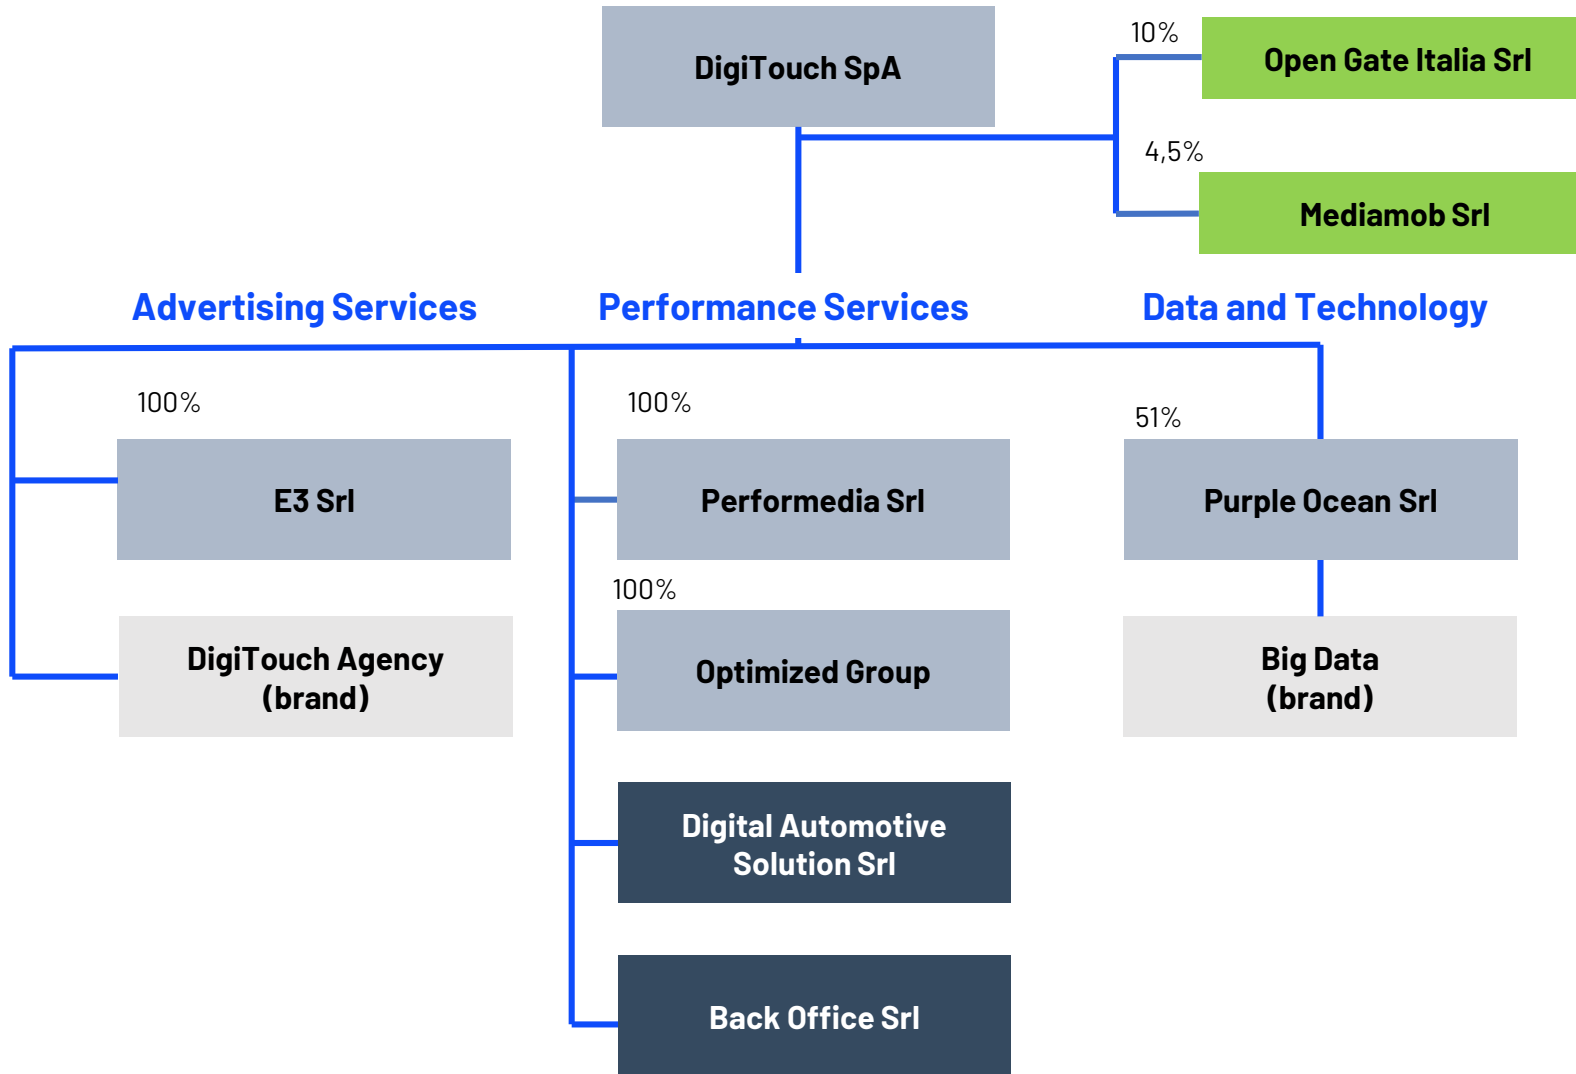 DigiTouch SpA
10%
Open Gate Italia Srl
4,5%
Mediamob Srl
Advertising Services
Performance Services
Data and Technology
100%
E3 Srl
DigiTouch Agency
(brand)
100%
Performedia Srl
100%
Optimized Group
Digital Automotive
Solution Srl
Back Office Srl
51%
Purple Ocean Srl
Big Data
(brand)